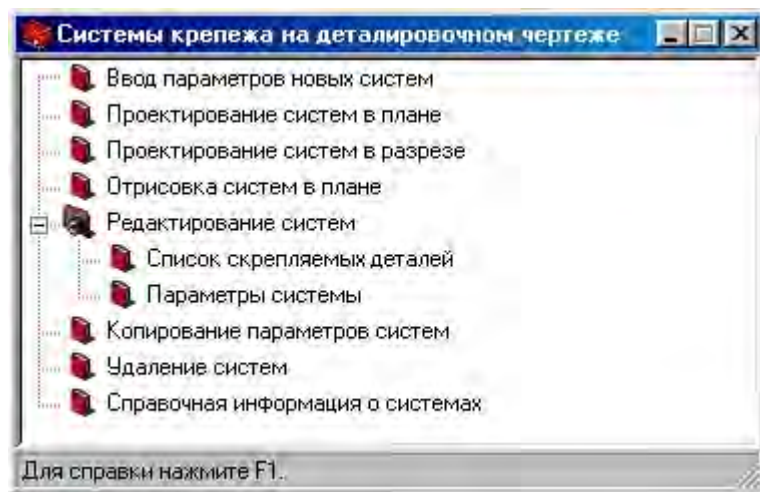 Системы крепежа на деталировочном чертеже
Ввод параметров новых систем
Проектирование систем в плане
Проектирование систем в разрезе
Отрисовка систем в плане
Редактирование систем
Список скрепляемых деталей
Параметры системы
Копирование параметров систем
Удаление систем
Справочная информация о системах
Для справки нажмите F1.